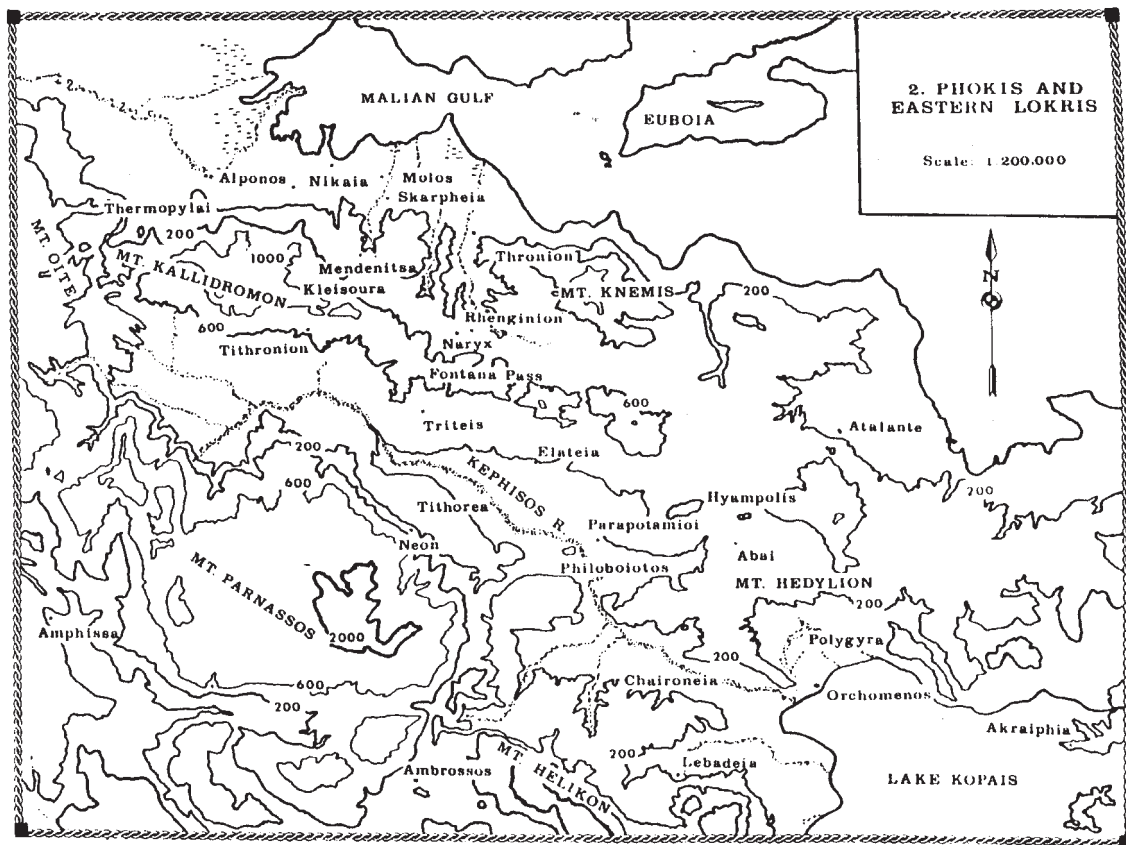 2. PHOKIS AND
EASTERN LOKRIS
Scale: 1 200.000
MALIAN GULF
EUBOIA
Alponos
Nikaia
Molos
Skarpheia
Thermopylai
200
MT. OITE
N
1000
Thronion
MT. KALLIDROMON
Mendenitsa
Kleisoura
MT. KNEMIS
200
Rhenginion
600
Naryx
Tithronion
Fontana Pass
600
Triteis
Atalante
200
Elateia
KEPHISOS R.
600
200
Hyampolis
Tithorea
Parapotamioi
Neon
Abai
Philoboiotos
MT. HEDYLION
MT. PARNASSOS
200
Amphissa
2000
Polygyra
200
600
Chaironeia
Orchomenos
200
Akraiphia
MT. HELIKON
200
Lebadeia
Ambrossos
LAKE KOPAIS